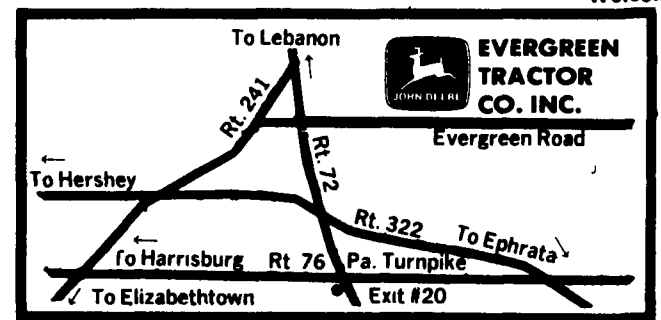 To Lebanon
EVERGREEN
TRACTOR
CO. INC.
JOHN DEERE
Rt. 241
Evergreen Road
Rt. 72
To Hershey
Rt. 322
To Ephrata
To Harrisburg Rt 76 Pa. Turnpike
To Elizabethtown Exit #20